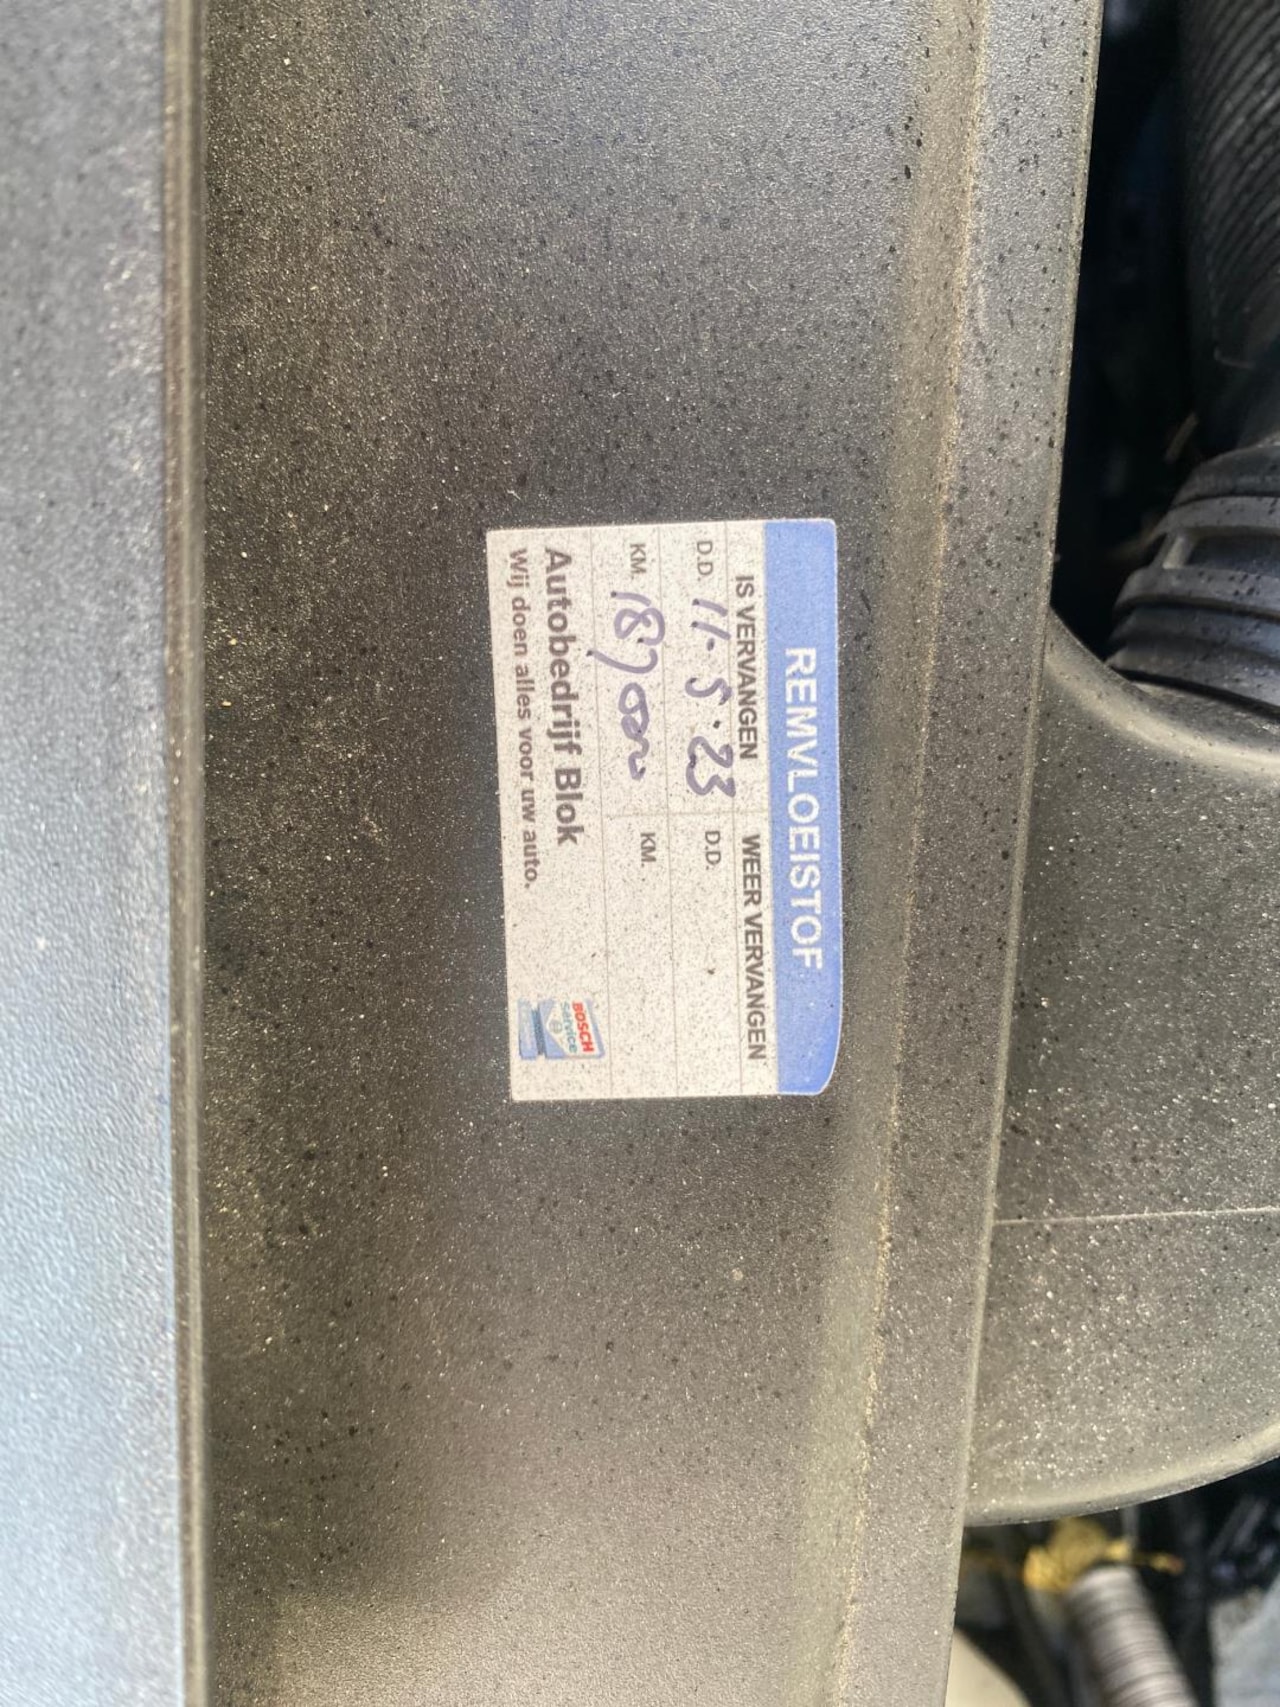 REMVLOEISTOF
IS VERVANGEN WEER VERVANGEN
D.D. 11.5.23 D.D.
KM. 187000 KM.
Autobedrijf Blok
Wij doen alles voor uw auto.
BOSCH
Service